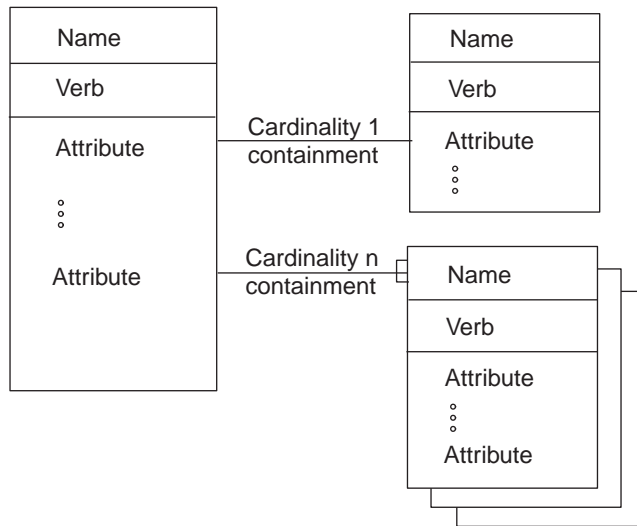 Name
Verb
Attribute
Attribute
Cardinality 1
containment
Cardinality n
containment
Name
Verb
Attribute
Name
Verb
Attribute
Attribute